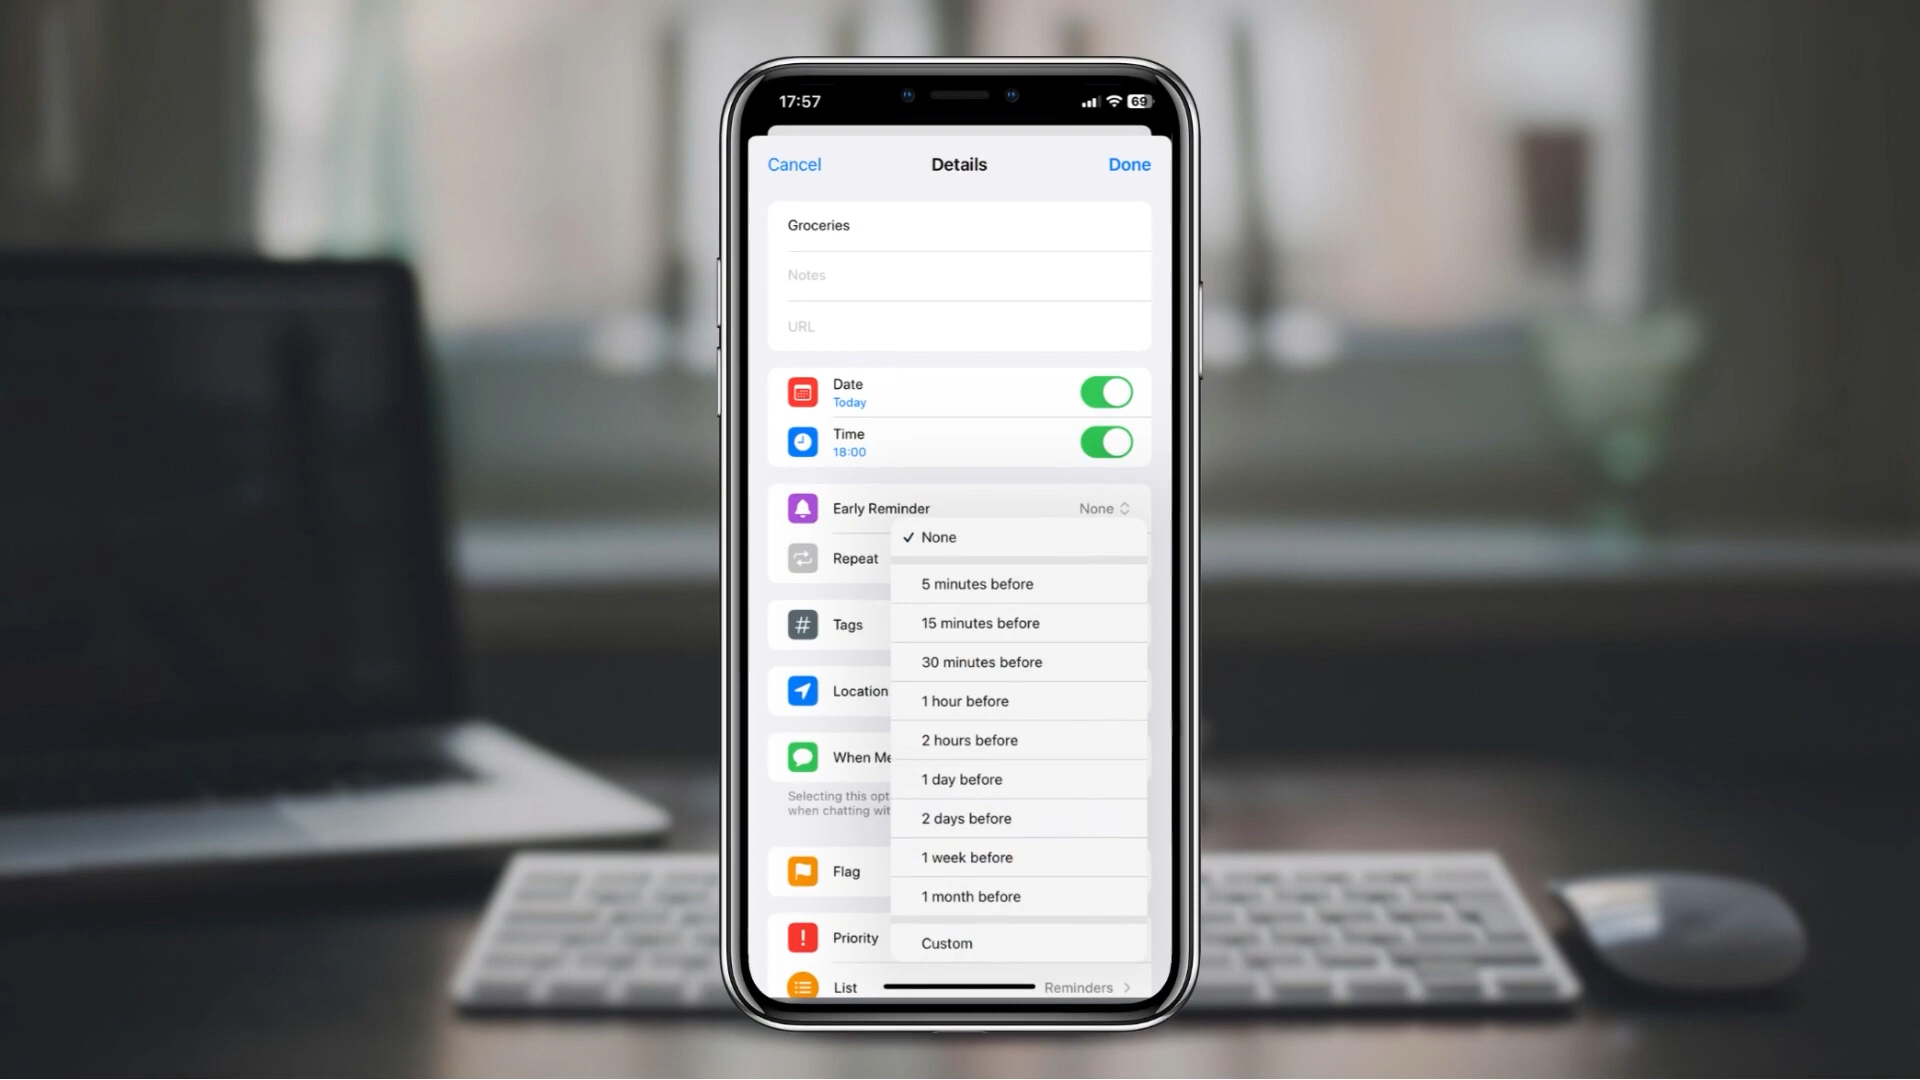 17:57
69
Cancel
Details
Done
Groceries
Notes
URL
Date
Today
Time
18:00
Early Reminder
None
None
Repeat
5 minutes before
15 minutes before
Tags
30 minutes before
Location
1 hour before
2 hours before
When Me
1 day before
Selecting this opt
when chatting wit
2 days before
1 week before
Flag
1 month before
Priority
Custom
List
Reminders